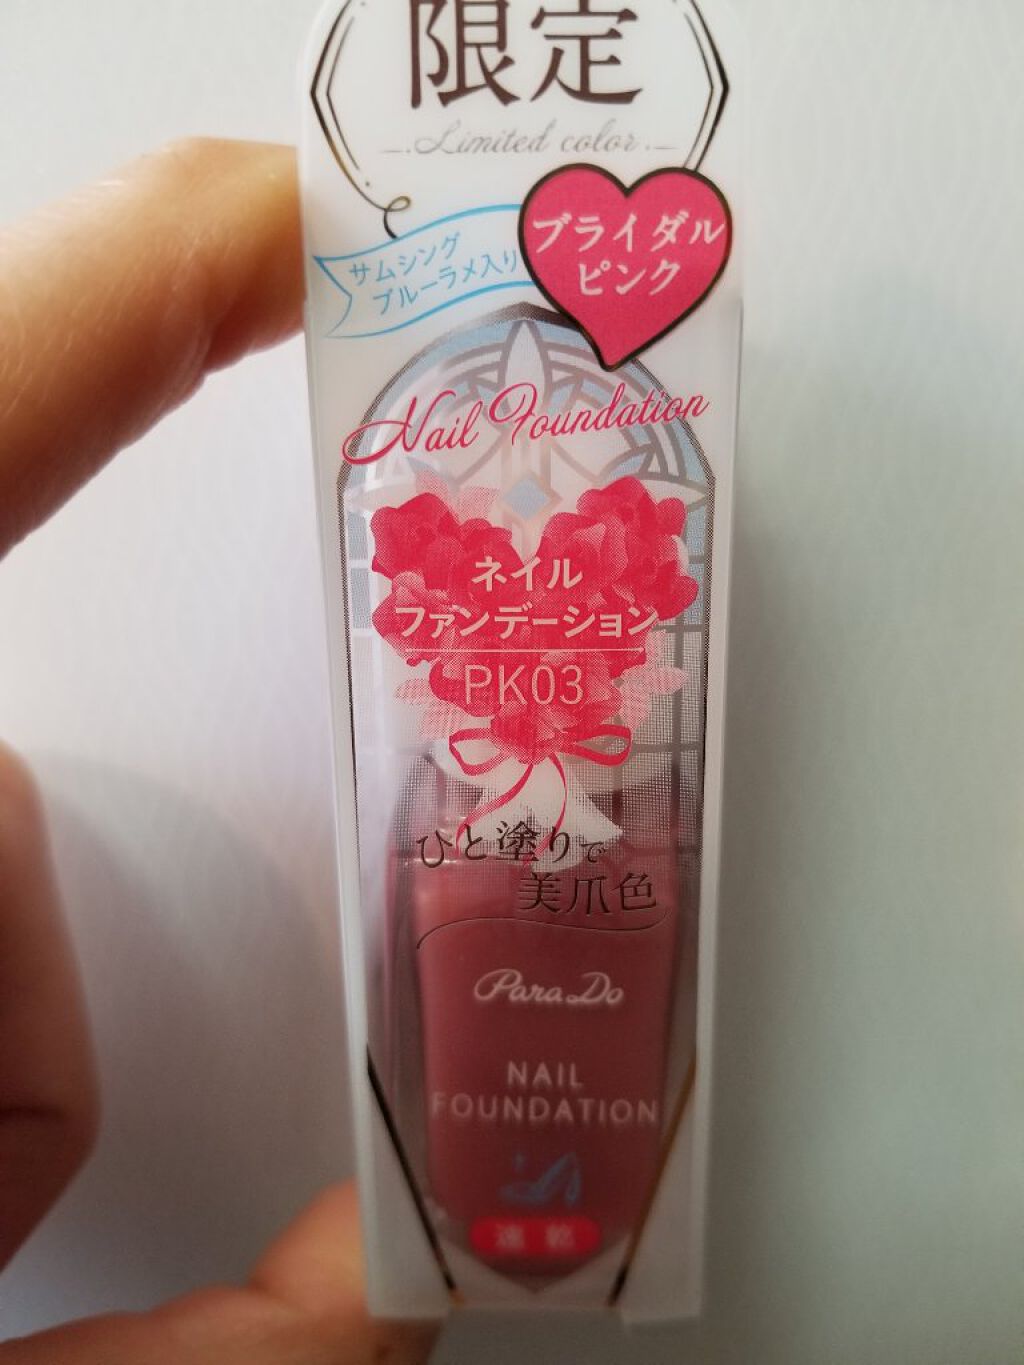 限定
Limited color
サムシング
ブルーラメ入り
ブライダル
ピンク
Nail Foundation
ネイル
ファンデーション
PK03
ひと塗りで
美爪色
Para Do
NAIL
FOUNDATION
速乾